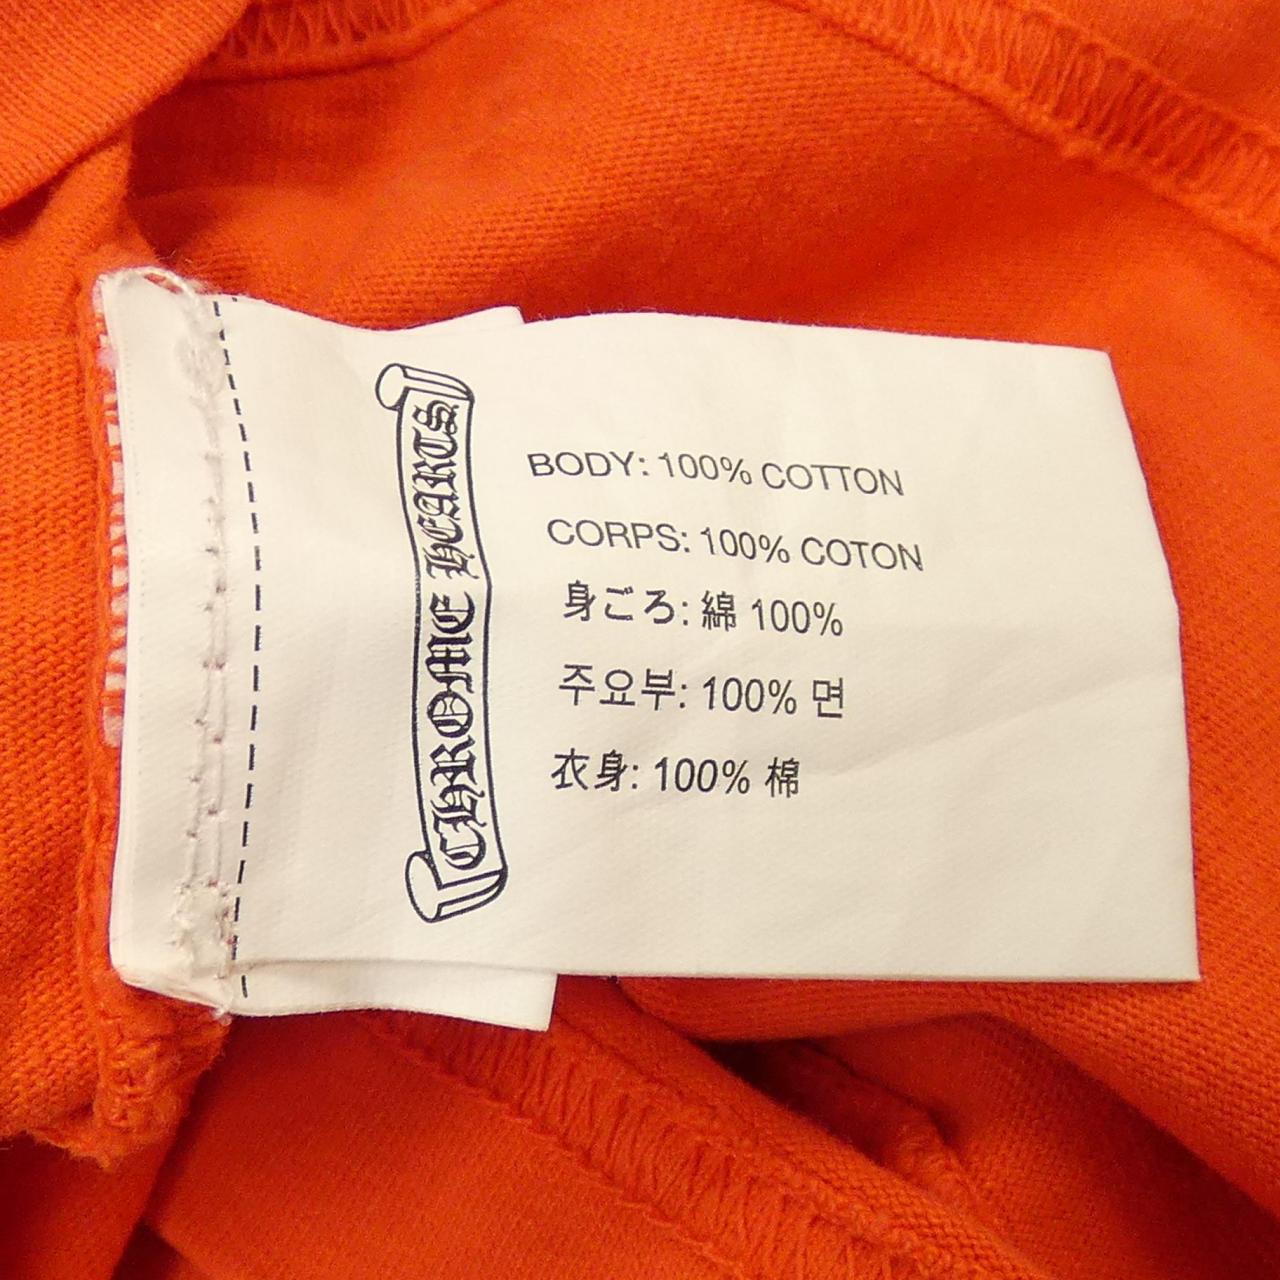 CHROME HEARTS
BODY: 100% COTTON
CORPS: 100% COTON
身ごろ: 綿 100%
주요부: 100% 면
衣身: 100% 棉